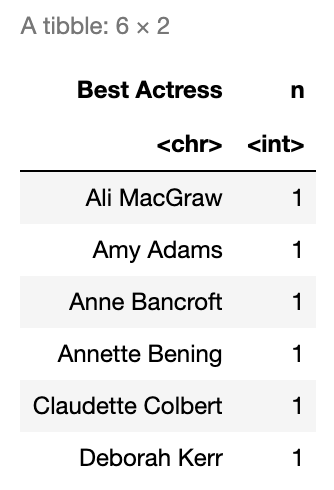 A tibble: 6 × 2
Best Actress n
<chr> <int>
Ali MacGraw 1
Amy Adams 1
Anne Bancroft 1
Annette Bening 1
Claudette Colbert 1
Deborah Kerr 1